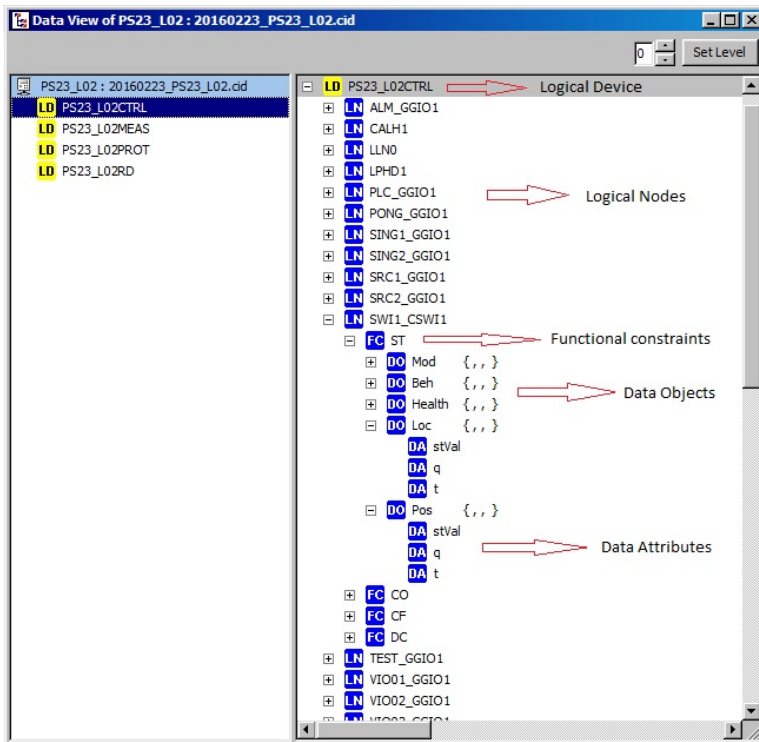 Data View of PS23_L02 : 20160223_PS23_L02.cid
0 Set Level
PS23_L02 : 20160223_PS23_L02.cid
LD PS23_L02CTRL
LD PS23_L02MEAS
LD PS23_L02PROT
LD PS23_L02RD
LD PS23_L02CTRL Logical Device
LN ALM_GGIO1
LN CALH1
LN LLN0
LN LPHD1
LN PLC_GGIO1 Logical Nodes
LN PONG_GGIO1
LN SING1_GGIO1
LN SING2_GGIO1
LN SRC1_GGIO1
LN SRC2_GGIO1
LN SWI1_CSWI1
FC ST Functional constraints
DO Mod {,, }
DO Beh {,, } Data Objects
DO Health {,, }
DO Loc {,, }
DA stVal
DA q
DA t
DO Pos {,, }
DA stVal
DA q Data Attributes
DA t
FC CO
FC CF
FC DC
LN TEST_GGIO1
LN VIO01_GGIO1
LN VIO02_GGIO1
LN VIO03_GGIO1